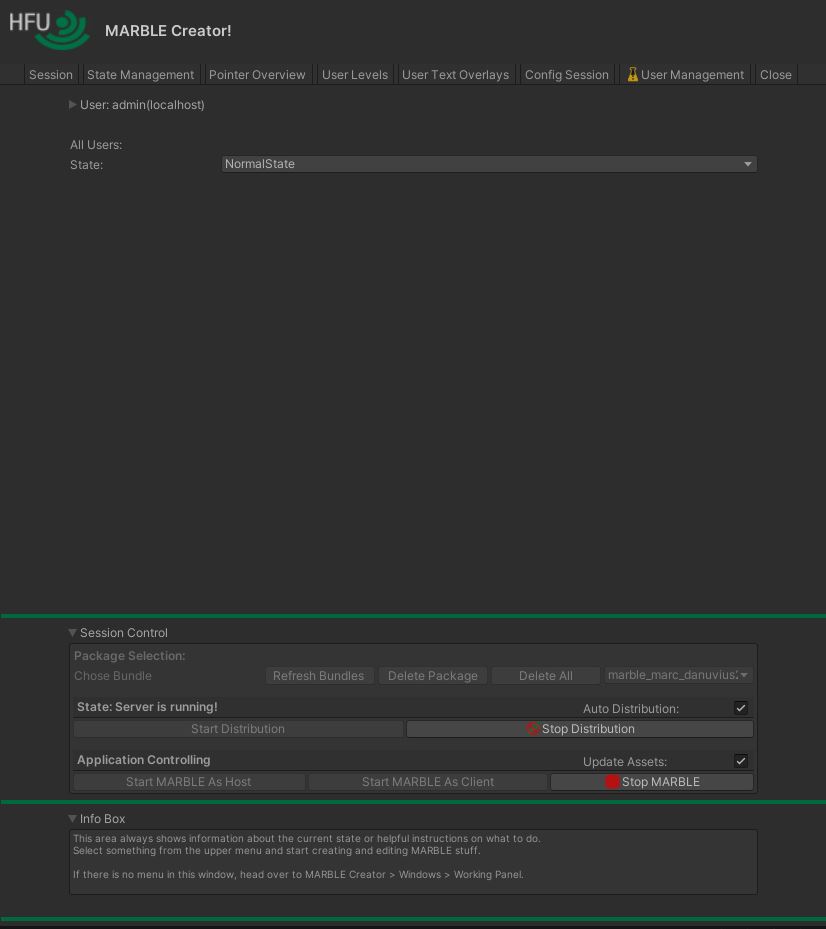 HFU
MARBLE Creator!
Session State Management Pointer Overview User Levels User Text Overlays Config Session User Management Close
User: admin(localhost)
All Users:
State: NormalState
Session Control
Package Selection:
Chose Bundle Refresh Bundles Delete Package Delete All marble_marc_danuvius
State: Server is running! Auto Distribution:
Start Distribution Stop Distribution
Application Controlling Update Assets:
Start MARBLE As Host Start MARBLE As Client Stop MARBLE
Info Box
This area always shows information about the current state or helpful instructions on what to do.
Select something from the upper menu and start creating and editing MARBLE stuff.
If there is no menu in this window, head over to MARBLE Creator > Windows > Working Panel.